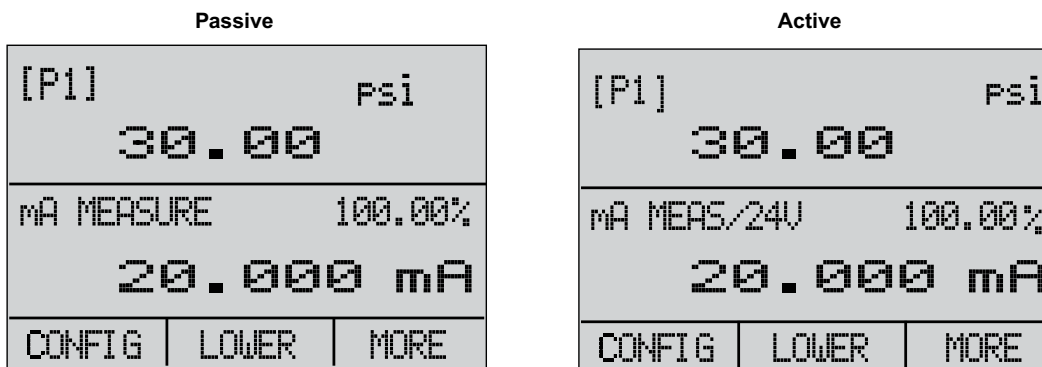 Passive
[P1] psi
30.00
mA MEASURE 100.00%
20.000 mA
CONFIG LOWER MORE
Active
[P1] psi
30.00
mA MEAS/24V 100.00%
20.000 mA
CONFIG LOWER MORE